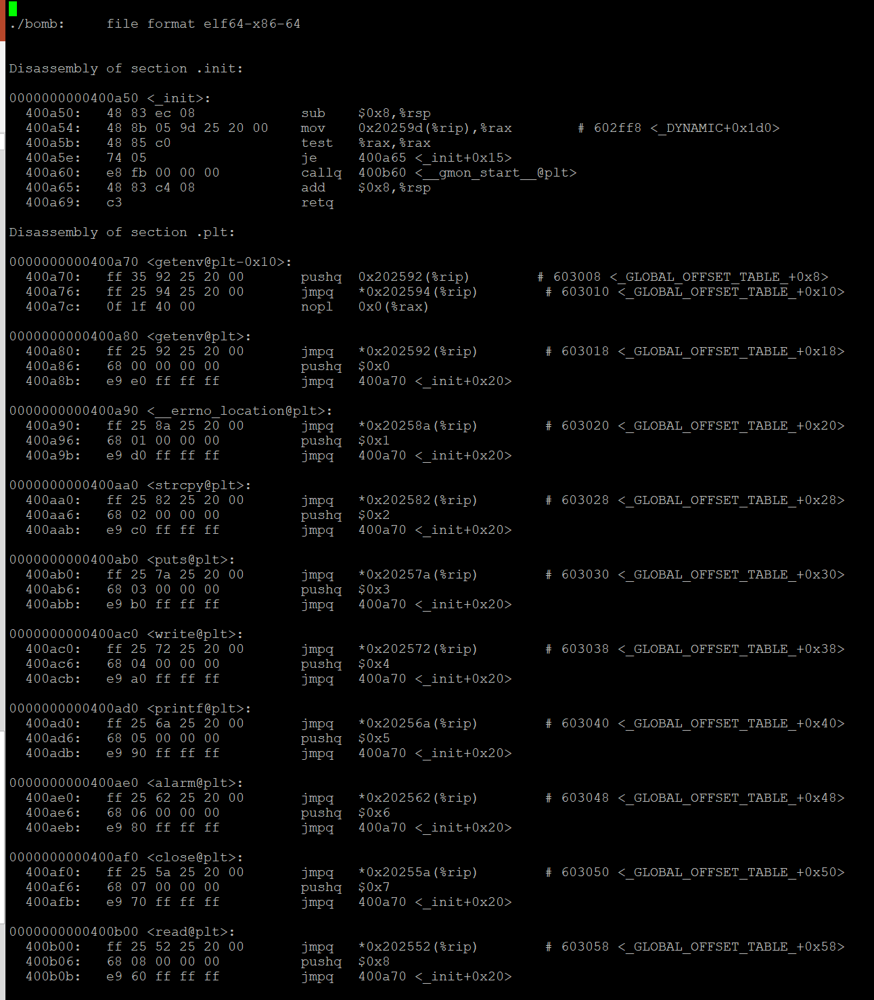 ./bomb:     file format elf64-x86-64
Disassembly of section .init:
0000000000400a50 <_init>:
  400a50:   48 83 ec 08             sub    $0x8,%rsp
  400a54:   48 8b 05 9d 25 20 00    mov    0x20259d(%rip),%rax        # 602ff8 <_DYNAMIC+0x1d0>
  400a5b:   48 85 c0                test   %rax,%rax
  400a5e:   74 05                   je     400a65 <_init+0x15>
  400a60:   e8 fb 00 00 00          callq  400b60 <__gmon_start__@plt>
  400a65:   48 83 c4 08             add    $0x8,%rsp
  400a69:   c3                      retq
Disassembly of section .plt:
0000000000400a70 <getenv@plt-0x10>:
  400a70:   ff 35 92 25 20 00       pushq  0x202592(%rip)        # 603008 <_GLOBAL_OFFSET_TABLE_+0x8>
  400a76:   ff 25 94 25 20 00       jmpq   *0x202594(%rip)        # 603010 <_GLOBAL_OFFSET_TABLE_+0x10>
  400a7c:   0f 1f 40 00             nopl   0x0(%rax)
0000000000400a80 <getenv@plt>:
  400a80:   ff 25 92 25 20 00       jmpq   *0x202592(%rip)        # 603018 <_GLOBAL_OFFSET_TABLE_+0x18>
  400a86:   68 00 00 00 00          pushq  $0x0
  400a8b:   e9 e0 ff ff ff          jmpq   400a70 <_init+0x20>
0000000000400a90 <__errno_location@plt>:
  400a90:   ff 25 8a 25 20 00       jmpq   *0x20258a(%rip)        # 603020 <_GLOBAL_OFFSET_TABLE_+0x20>
  400a96:   68 01 00 00 00          pushq  $0x1
  400a9b:   e9 d0 ff ff ff          jmpq   400a70 <_init+0x20>
0000000000400aa0 <strcpy@plt>:
  400aa0:   ff 25 82 25 20 00       jmpq   *0x202582(%rip)        # 603028 <_GLOBAL_OFFSET_TABLE_+0x28>
  400aa6:   68 02 00 00 00          pushq  $0x2
  400aab:   e9 c0 ff ff ff          jmpq   400a70 <_init+0x20>
0000000000400ab0 <puts@plt>:
  400ab0:   ff 25 7a 25 20 00       jmpq   *0x20257a(%rip)        # 603030 <_GLOBAL_OFFSET_TABLE_+0x30>
  400ab6:   68 03 00 00 00          pushq  $0x3
  400abb:   e9 b0 ff ff ff          jmpq   400a70 <_init+0x20>
0000000000400ac0 <write@plt>:
  400ac0:   ff 25 72 25 20 00       jmpq   *0x202572(%rip)        # 603038 <_GLOBAL_OFFSET_TABLE_+0x38>
  400ac6:   68 04 00 00 00          pushq  $0x4
  400acb:   e9 a0 ff ff ff          jmpq   400a70 <_init+0x20>
0000000000400ad0 <printf@plt>:
  400ad0:   ff 25 6a 25 20 00       jmpq   *0x20256a(%rip)        # 603040 <_GLOBAL_OFFSET_TABLE_+0x40>
  400ad6:   68 05 00 00 00          pushq  $0x5
  400adb:   e9 90 ff ff ff          jmpq   400a70 <_init+0x20>
0000000000400ae0 <alarm@plt>:
  400ae0:   ff 25 62 25 20 00       jmpq   *0x202562(%rip)        # 603048 <_GLOBAL_OFFSET_TABLE_+0x48>
  400ae6:   68 06 00 00 00          pushq  $0x6
  400aeb:   e9 80 ff ff ff          jmpq   400a70 <_init+0x20>
0000000000400af0 <close@plt>:
  400af0:   ff 25 5a 25 20 00       jmpq   *0x20255a(%rip)        # 603050 <_GLOBAL_OFFSET_TABLE_+0x50>
  400af6:   68 07 00 00 00          pushq  $0x7
  400afb:   e9 70 ff ff ff          jmpq   400a70 <_init+0x20>
0000000000400b00 <read@plt>:
  400b00:   ff 25 52 25 20 00       jmpq   *0x202552(%rip)        # 603058 <_GLOBAL_OFFSET_TABLE_+0x58>
  400b06:   68 08 00 00 00          pushq  $0x8
  400b0b:   e9 60 ff ff ff          jmpq   400a70 <_init+0x20>